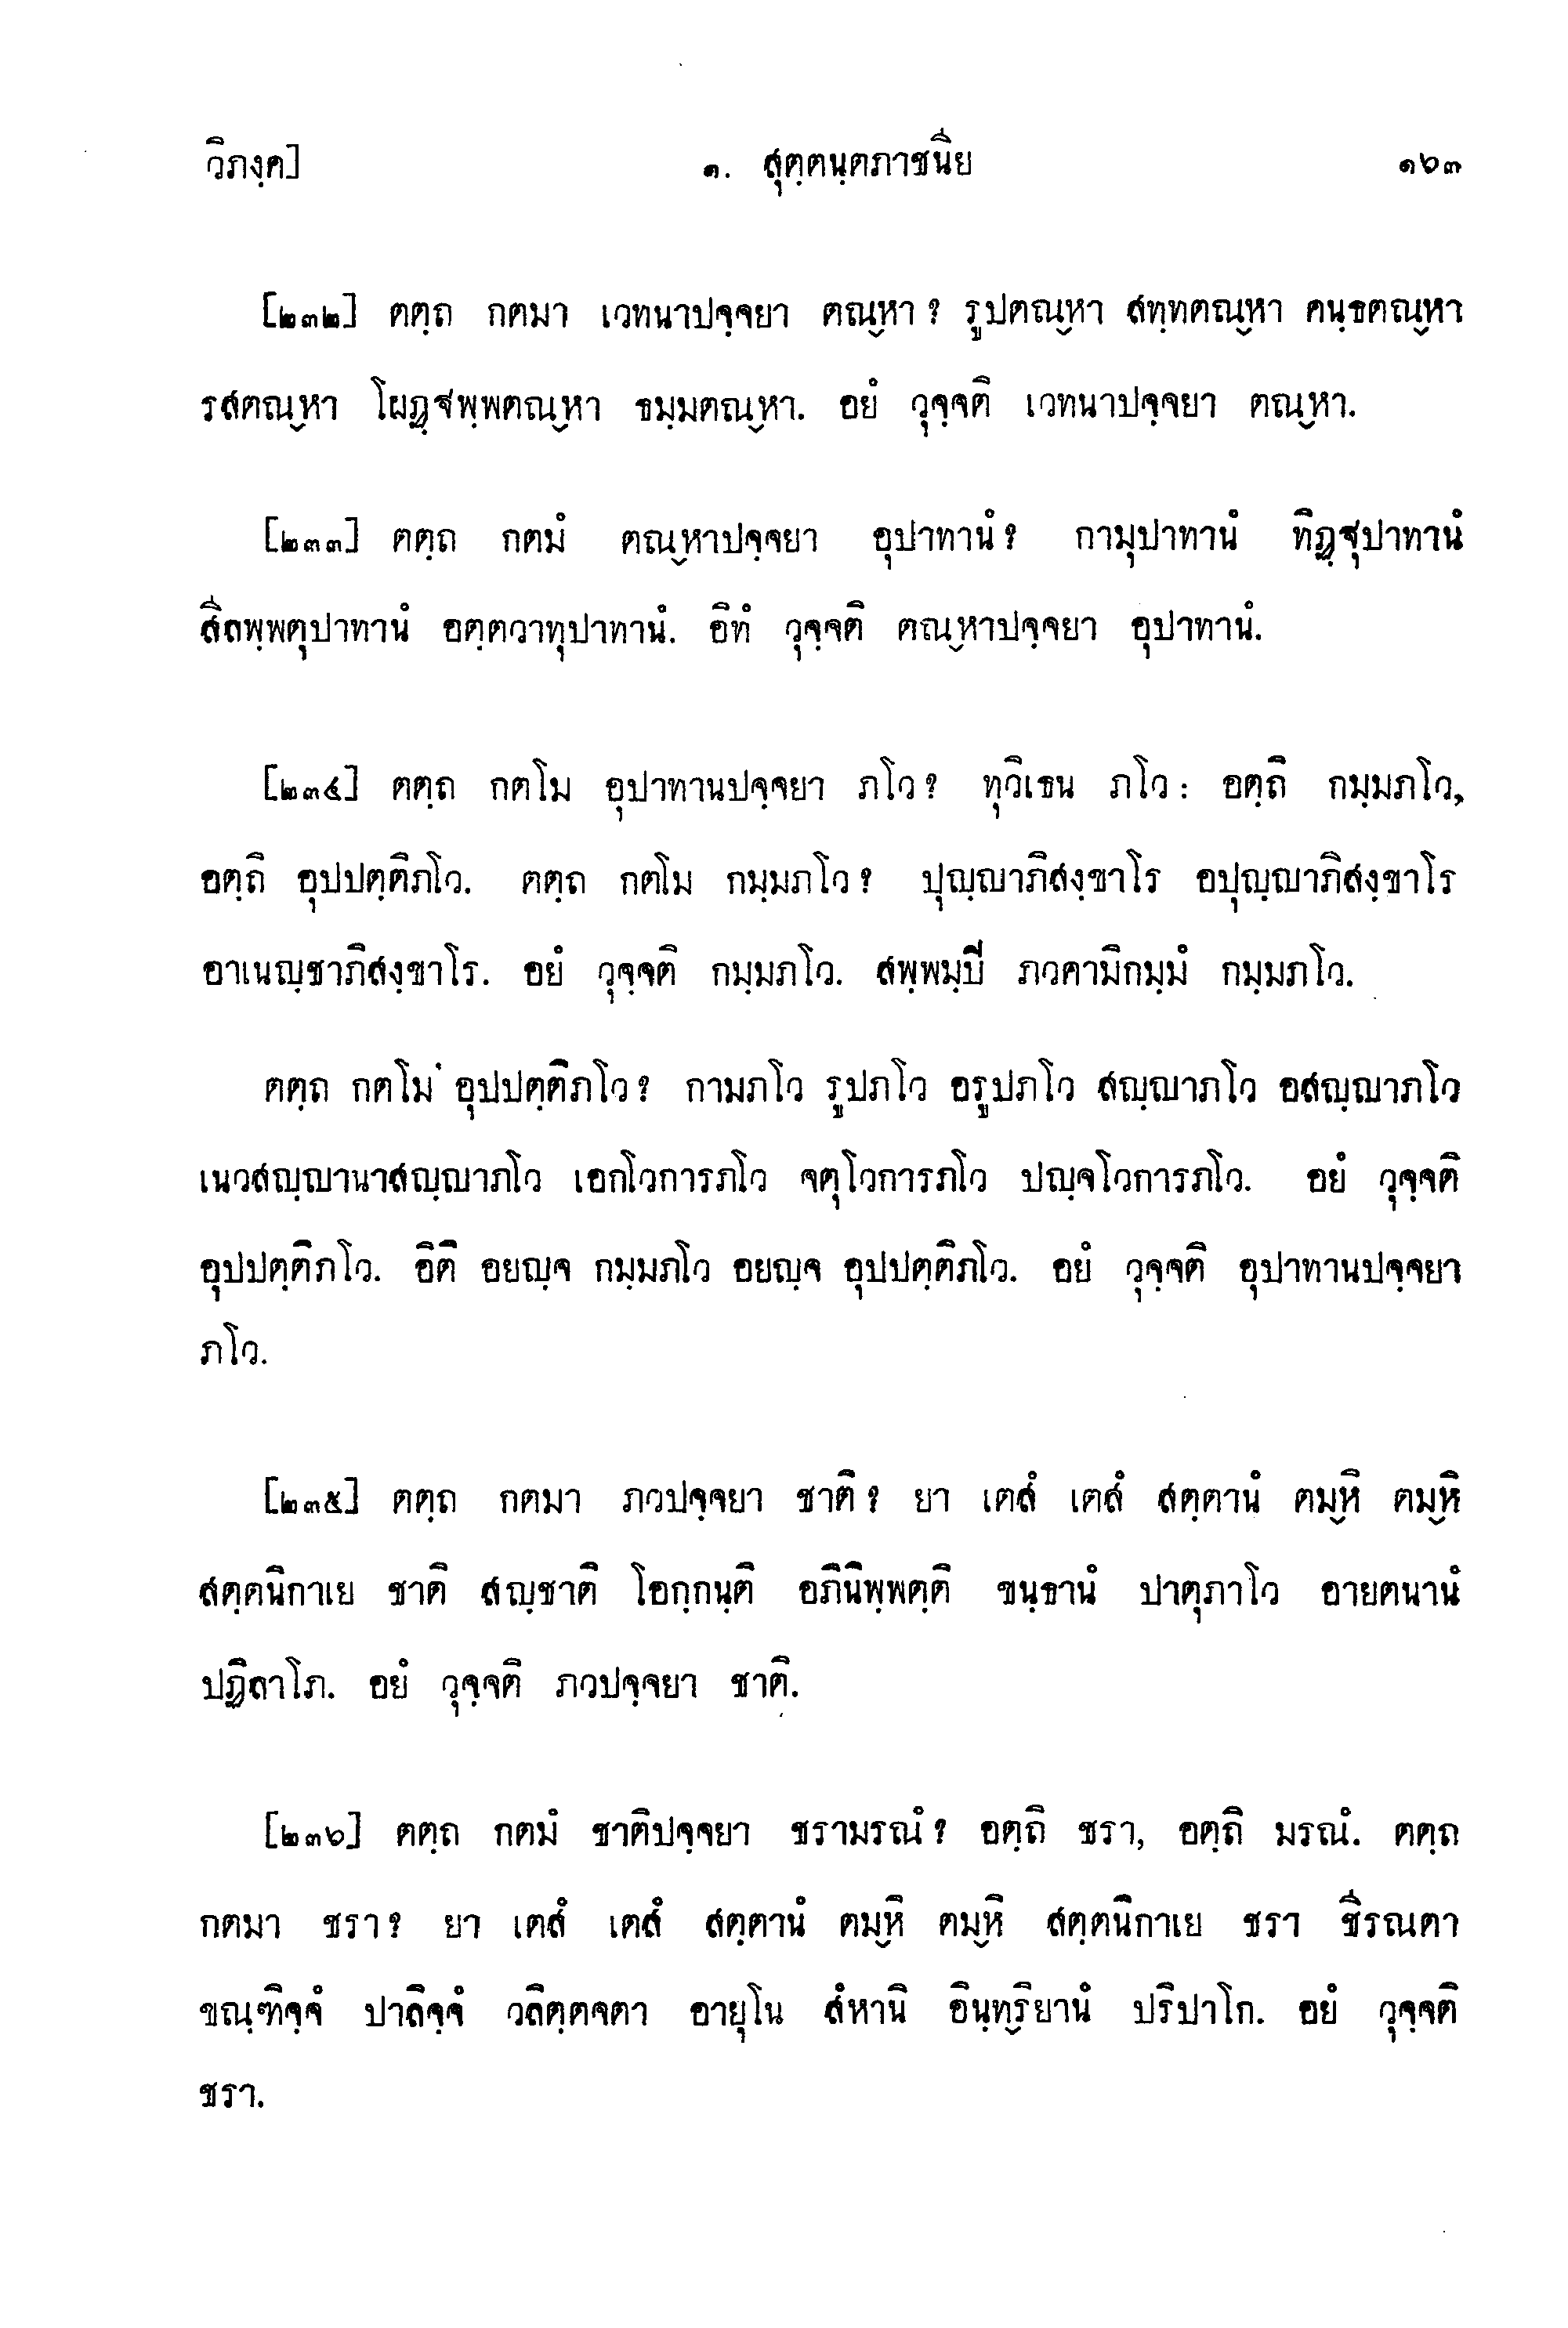 วิภงฺค] ๑. สุตฺตนฺตภาชนีย ๑๖๓
[๒๓๒] ตตฺถ กตมา เวทนาปจฺจยา ตณฺหา ? รูปตณฺหา สทฺทตณฺหา คนฺธตณฺหา
รสตณฺหา โผฏฺฐพฺพตณฺหา ธมฺมตณฺหา. อยํ วุจฺจติ เวทนาปจฺจยา ตณฺหา.
[๒๓๓] ตตฺถ กตมํ ตณฺหาปจฺจยา อุปาทานํ ? กามุปาทานํ ทิฏฺฐุปาทานํ
สีลพฺพตุปาทานํ อตฺตวาทุปาทานํ. อิทํ วุจฺจติ ตณฺหาปจฺจยา อุปาทานํ.
[๒๓๔] ตตฺถ กตโม อุปาทานปจฺจยา ภโว ? ทุวิเธน ภโว : อตฺถิ กมฺมภโว,
อตฺถิ อุปปตฺติภโว. ตตฺถ กตโม กมฺมภโว ? ปุญฺญาภิสงฺขาโร อปุญฺญาภิสงฺขาโร
อาเนญฺชาภิสงฺขาโร. อยํ วุจฺจติ กมฺมภโว. สพฺพมฺปิ ภวคามิกมฺมํ กมฺมภโว.
ตตฺถ กตโม อุปปตฺติภโว ? กามภโว รูปภโว อรูปภโว สญฺญาภโว อสญฺญาภโว
เนวสญฺญานาสญฺญาภโว เอกโวการภโว จตุโวการภโว ปญฺจโวการภโว. อยํ วุจฺจติ
อุปปตฺติภโว. อิติ อยญฺจ กมฺมภโว อยญฺจ อุปปตฺติภโว. อยํ วุจฺจติ อุปาทานปจฺจยา
ภโว.
[๒๓๕] ตตฺถ กตมา ภวปจฺจยา ชาติ ? ยา เตสํ เตสํ สตฺตานํ ตมฺหิ ตมฺหิ
สตฺตนิกาเย ชาติ สญฺชาติ โอกฺกนฺติ อภินิพฺพตฺติ ขนฺธานํ ปาตุภาโว อายตนานํ
ปฏิลาโภ. อยํ วุจฺจติ ภวปจฺจยา ชาติ.
[๒๓๖] ตตฺถ กตมํ ชาติปจฺจยา ชรามรณํ ? อตฺถิ ชรา, อตฺถิ มรณํ. ตตฺถ
กตมา ชรา ? ยา เตสํ เตสํ สตฺตานํ ตมฺหิ ตมฺหิ สตฺตนิกาเย ชรา ชีรณตา
ขณฺฑิจฺจํ ปาลิจฺจํ วลิตฺตจตา อายุโน สํหานิ อินฺทฺริยานํ ปริปาโก. อยํ วุจฺจติ
ชรา.